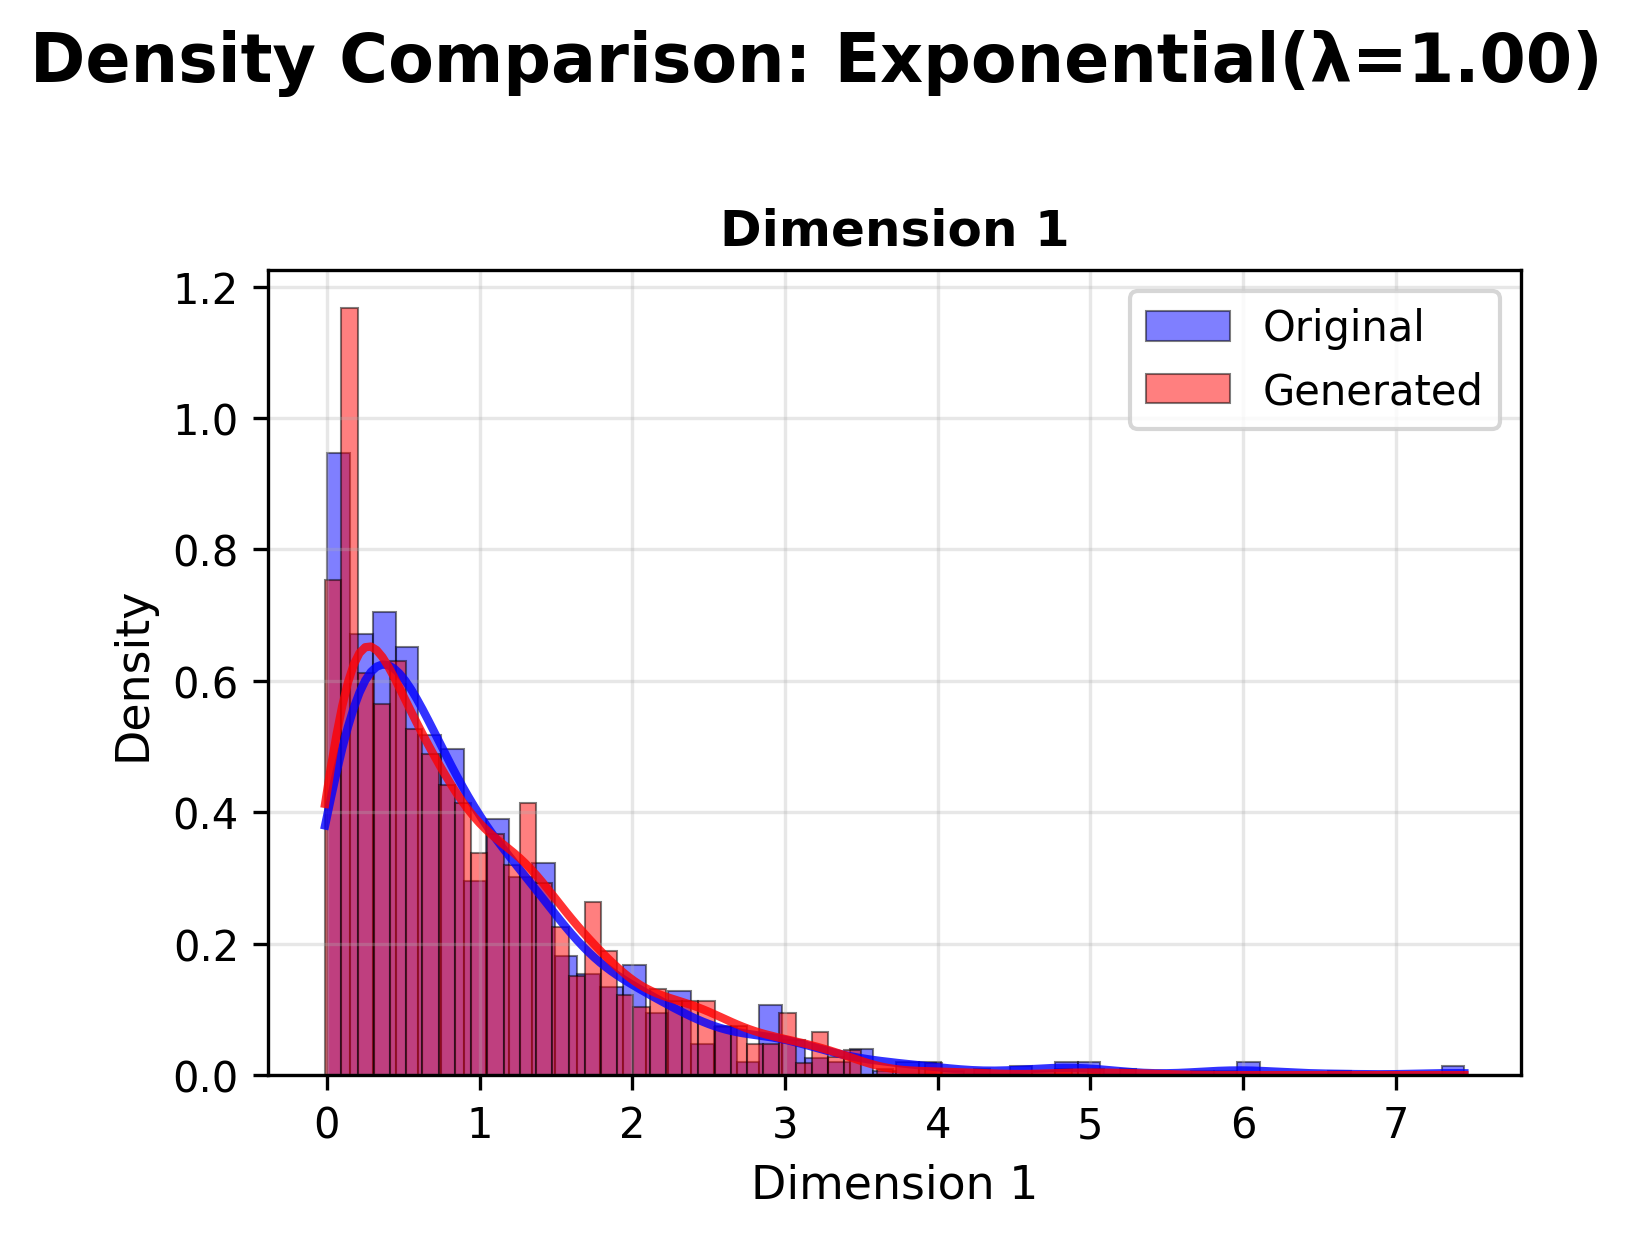 Density Comparison: Exponential(λ=1.00)
Dimension 1
1.2
1.0
0.8
0.6
0.4
0.2
0.0
Density
Original
Generated
0 1 2 3 4 5 6 7
Dimension 1